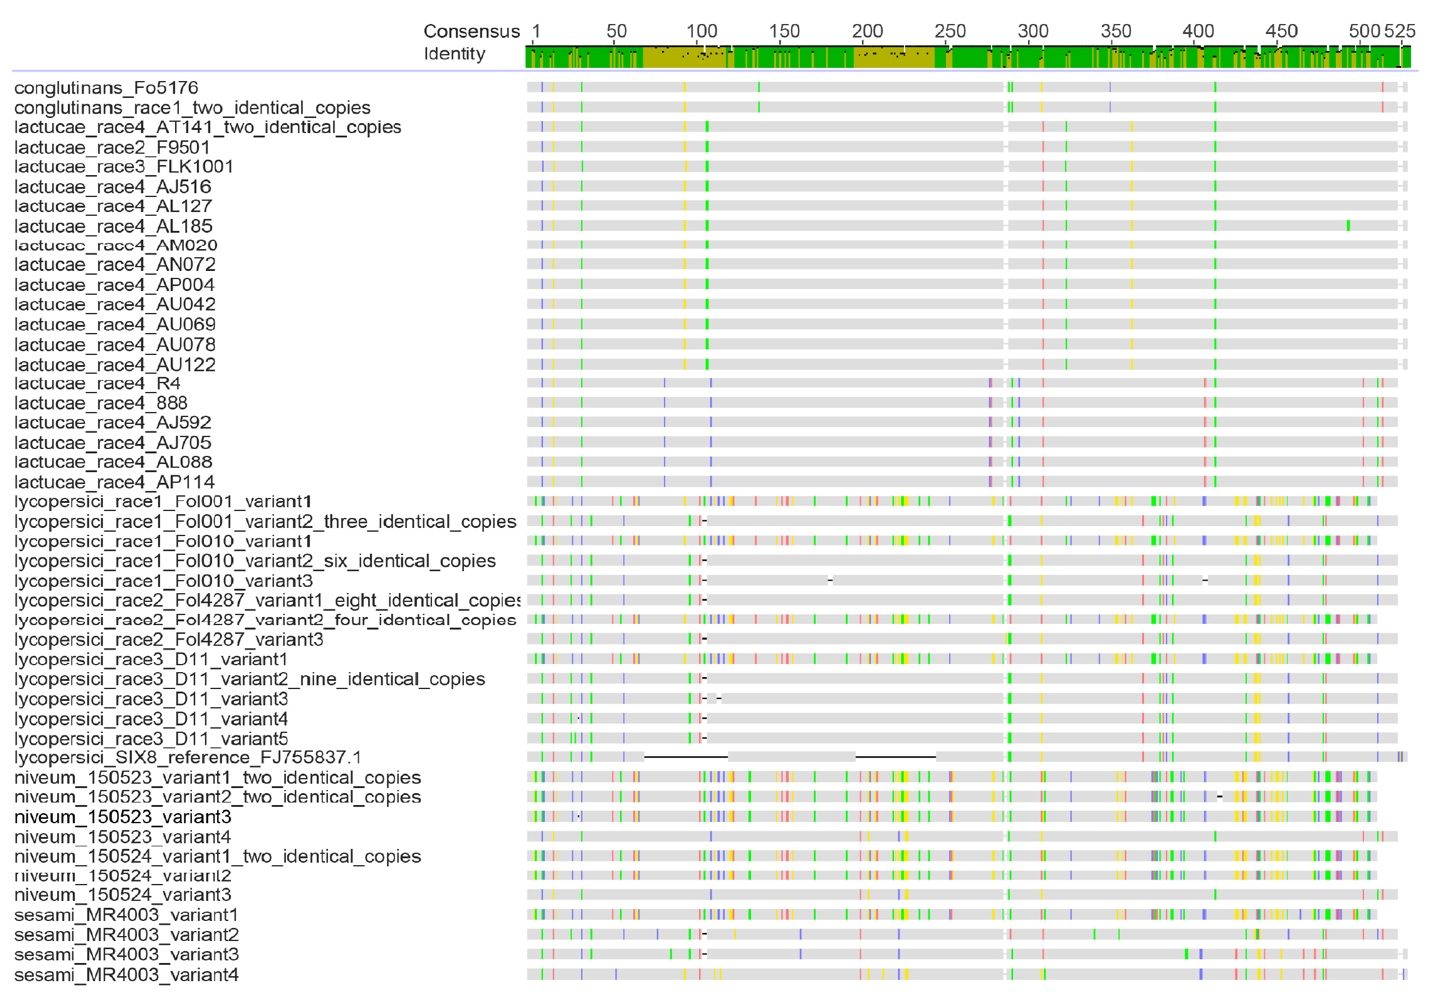 Consensus 1 50 100 150 200 250 300 350 400 450 500 525
Identity
conglutinans_Fo5176
conglutinans_race1_two_identical_copies
lactucae_race4_AT141_two_identical_copies
lactucae_race2_F9501
lactucae_race3_FLK1001
lactucae_race4_AJ516
lactucae_race4_AL127
lactucae_race4_AL185
lactucae_race4_AM020
lactucae_race4_AN072
lactucae_race4_AP004
lactucae_race4_AU042
lactucae_race4_AU069
lactucae_race4_AU078
lactucae_race4_AU122
lactucae_race4_R4
lactucae_race4_888
lactucae_race4_AJ592
lactucae_race4_AJ705
lactucae_race4_AL088
lactucae_race4_AP114
lycopersici_race1_Fol001_variant1
lycopersici_race1_Fol001_variant2_three_identical_copies
lycopersici_race1_Fol010_variant1
lycopersici_race1_Fol010_variant2_six_identical_copies
lycopersici_race1_Fol010_variant3
lycopersici_race2_Fol4287_variant1_eight_identical_copies
lycopersici_race2_Fol4287_variant2_four_identical_copies
lycopersici_race2_Fol4287_variant3
lycopersici_race3_D11_variant1
lycopersici_race3_D11_variant2_nine_identical_copies
lycopersici_race3_D11_variant3
lycopersici_race3_D11_variant4
lycopersici_race3_D11_variant5
lycopersici_SIX8_reference_FJ755837.1
niveum_150523_variant1_two_identical_copies
niveum_150523_variant2_two_identical_copies
niveum_150523_variant3
niveum_150523_variant4
niveum_150524_variant1_two_identical_copies
niveum_150524_variant2
niveum_150524_variant3
sesami_MR4003_variant1
sesami_MR4003_variant2
sesami_MR4003_variant3
sesami_MR4003_variant4